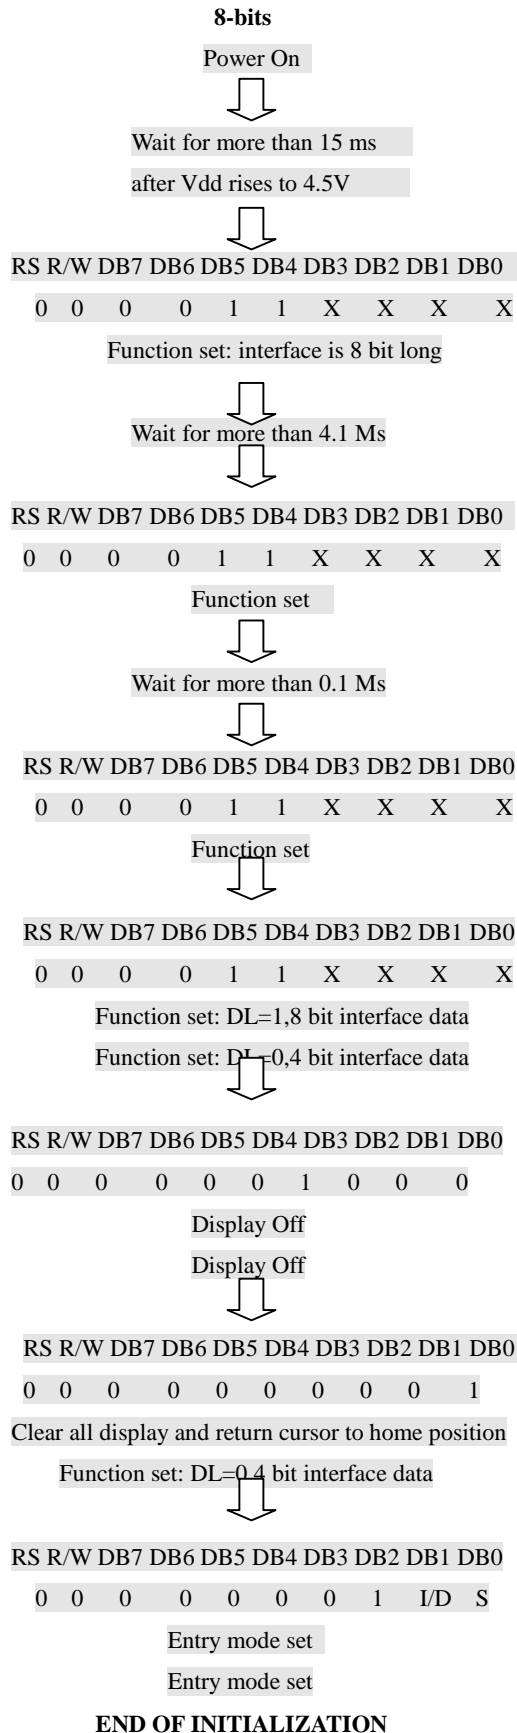 8-bits
Power On
Wait for more than 15 ms
after Vdd rises to 4.5V
RS R/W DB7 DB6 DB5 DB4 DB3 DB2 DB1 DB0
0 0 0 0 1 1 X X X X
Function set: interface is 8 bit long
Wait for more than 4.1 Ms
RS R/W DB7 DB6 DB5 DB4 DB3 DB2 DB1 DB0
0 0 0 0 1 1 X X X X
Function set
Wait for more than 0.1 Ms
RS R/W DB7 DB6 DB5 DB4 DB3 DB2 DB1 DB0
0 0 0 0 1 1 X X X X
Function set
RS R/W DB7 DB6 DB5 DB4 DB3 DB2 DB1 DB0
0 0 0 0 1 1 X X X X
Function set: DL=1,8 bit interface data
Function set: DL=0,4 bit interface data
RS R/W DB7 DB6 DB5 DB4 DB3 DB2 DB1 DB0
0 0 0 0 0 0 1 0 0 0
Display Off
Display Off
RS R/W DB7 DB6 DB5 DB4 DB3 DB2 DB1 DB0
0 0 0 0 0 0 0 0 0 1
Clear all display and return cursor to home position
Function set: DL=0,4 bit interface data
RS R/W DB7 DB6 DB5 DB4 DB3 DB2 DB1 DB0
0 0 0 0 0 0 0 1 I/D S
Entry mode set
Entry mode set
END OF INITIALIZATION